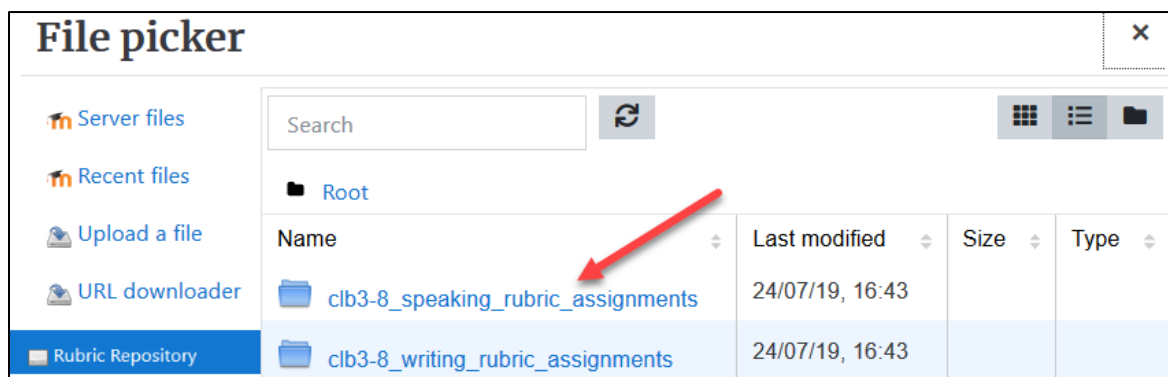 File picker
×
Server files
Recent files
Upload a file
URL downloader
Rubric Repository
Search
Root
Name Last modified Size Type
clb3-8_speaking_rubric_assignments 24/07/19, 16:43
clb3-8_writing_rubric_assignments 24/07/19, 16:43